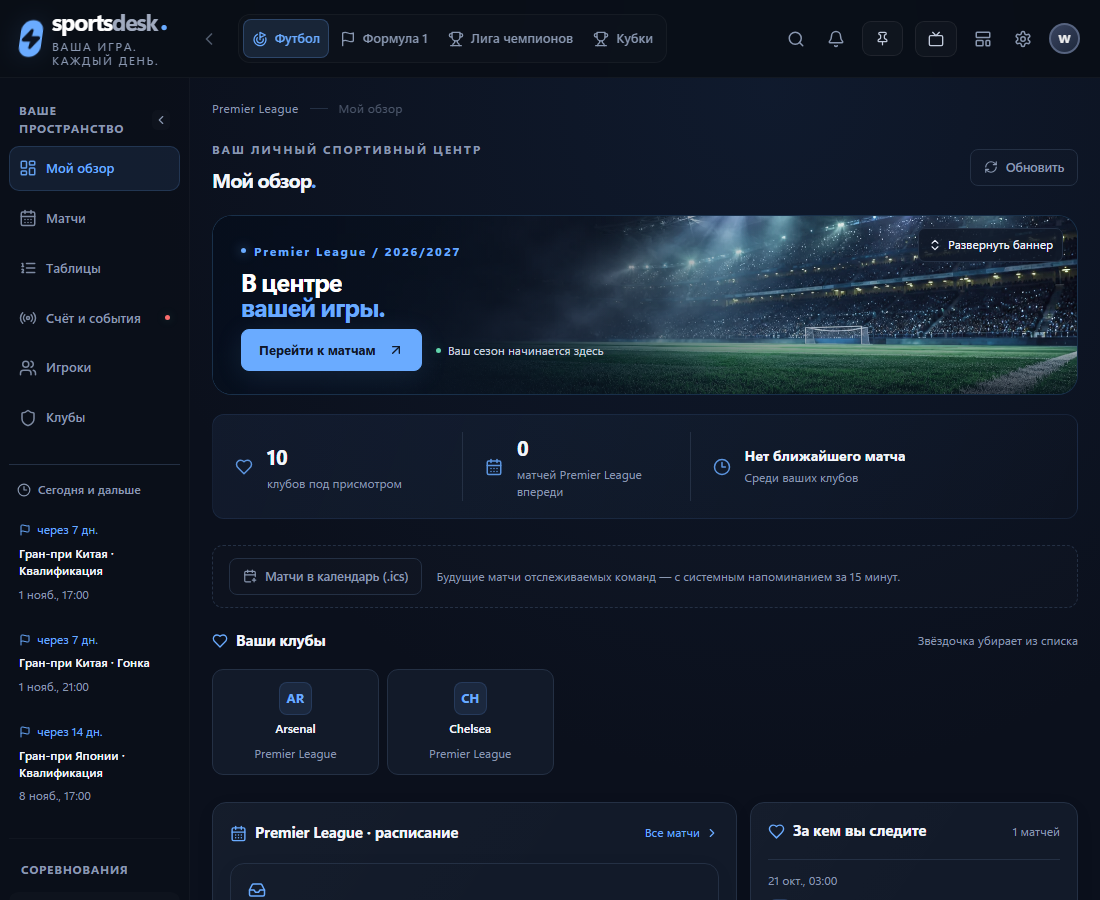 sportsdesk.
ВАША ИГРА.
КАЖДЫЙ ДЕНЬ.
Футбол
Формула 1
Лига чемпионов
Кубки
W
ВАШЕ
ПРОСТРАНСТВО
Мой обзор
Матчи
Таблицы
Счёт и события
Игроки
Клубы
Сегодня и дальше
через 7 дн.
Гран-при Китая ·
Квалификация
1 нояб., 17:00
через 7 дн.
Гран-при Китая · Гонка
1 нояб., 21:00
через 14 дн.
Гран-при Японии ·
Квалификация
8 нояб., 17:00
СОРЕВНОВАНИЯ
Premier League — Мой обзор
ВАШ ЛИЧНЫЙ СПОРТИВНЫЙ ЦЕНТР
Мой обзор.
Обновить
Premier League / 2026/2027
Развернуть баннер
В центре
вашей игры.
Перейти к матчам
Ваш сезон начинается здесь
10
клубов под присмотром
0
матчей Premier League
впереди
Нет ближайшего матча
Среди ваших клубов
Матчи в календарь (.ics)
Будущие матчи отслеживаемых команд — с системным напоминанием за 15 минут.
Ваши клубы
Звёздочка убирает из списка
AR
Arsenal
Premier League
CH
Chelsea
Premier League
Premier League · расписание
Все матчи
За кем вы следите
1 матчей
21 окт., 03:00